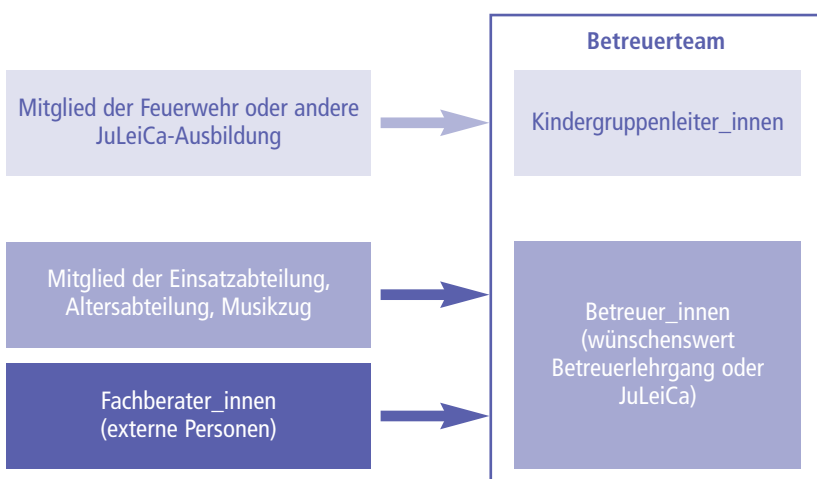 Betreuerteam
Mitglied der Feuerwehr oder andere
JuLeiCa-Ausbildung
Kindergruppenleiter_innen
Mitglied der Einsatzabteilung,
Altersabteilung, Musikzug
Betreuer_innen
(wünschenswert
Betreuerlehrgang oder
JuLeiCa)
Fachberater_innen
(externe Personen)